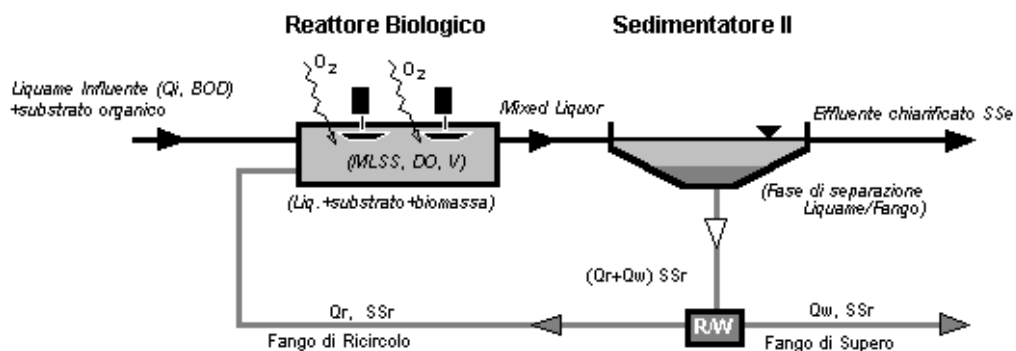 Reattore Biologico
Sedimentatore II
O2
O2
Liquame Influente (Qi, BOD)
+substrato organico
Mixed Liquor
Effluente chiarificato SSe
(MLSS, DO, V)
(Liq.+substrato+biomassa)
(Fase di separazione
Liquame/Fango)
(Qr+Qw) SSr
Qr, SSr
R/W
Qw, SSr
Fango di Ricircolo
Fango di Supero